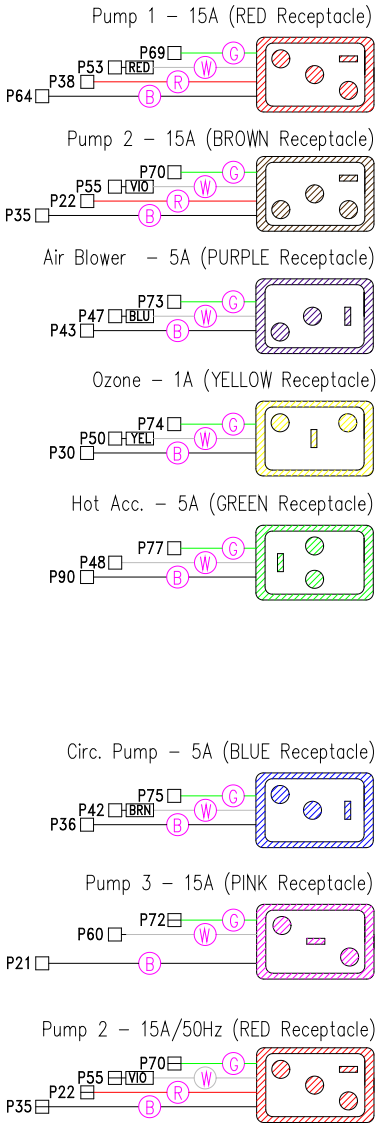 Pump 1 - 15A (RED Receptacle)
P69 G
P53 RED W
P38 R
P64 B
Pump 2 - 15A (BROWN Receptacle)
P70 G
P55 VIO W
P22 R
P35 B
Air Blower - 5A (PURPLE Receptacle)
P73 G
P47 BLU W
P43 B
Ozone - 1A (YELLOW Receptacle)
P74 G
P50 YEL W
P30 B
Hot Acc. - 5A (GREEN Receptacle)
P77 G
P48 W
P90 B
Circ. Pump - 5A (BLUE Receptacle)
P75 G
P42 BRN W
P36 B
Pump 3 - 15A (PINK Receptacle)
P72 G
P60 W
P21 B
Pump 2 - 15A/50Hz (RED Receptacle)
P70 G
P55 VIO W
P22 R
P35 B